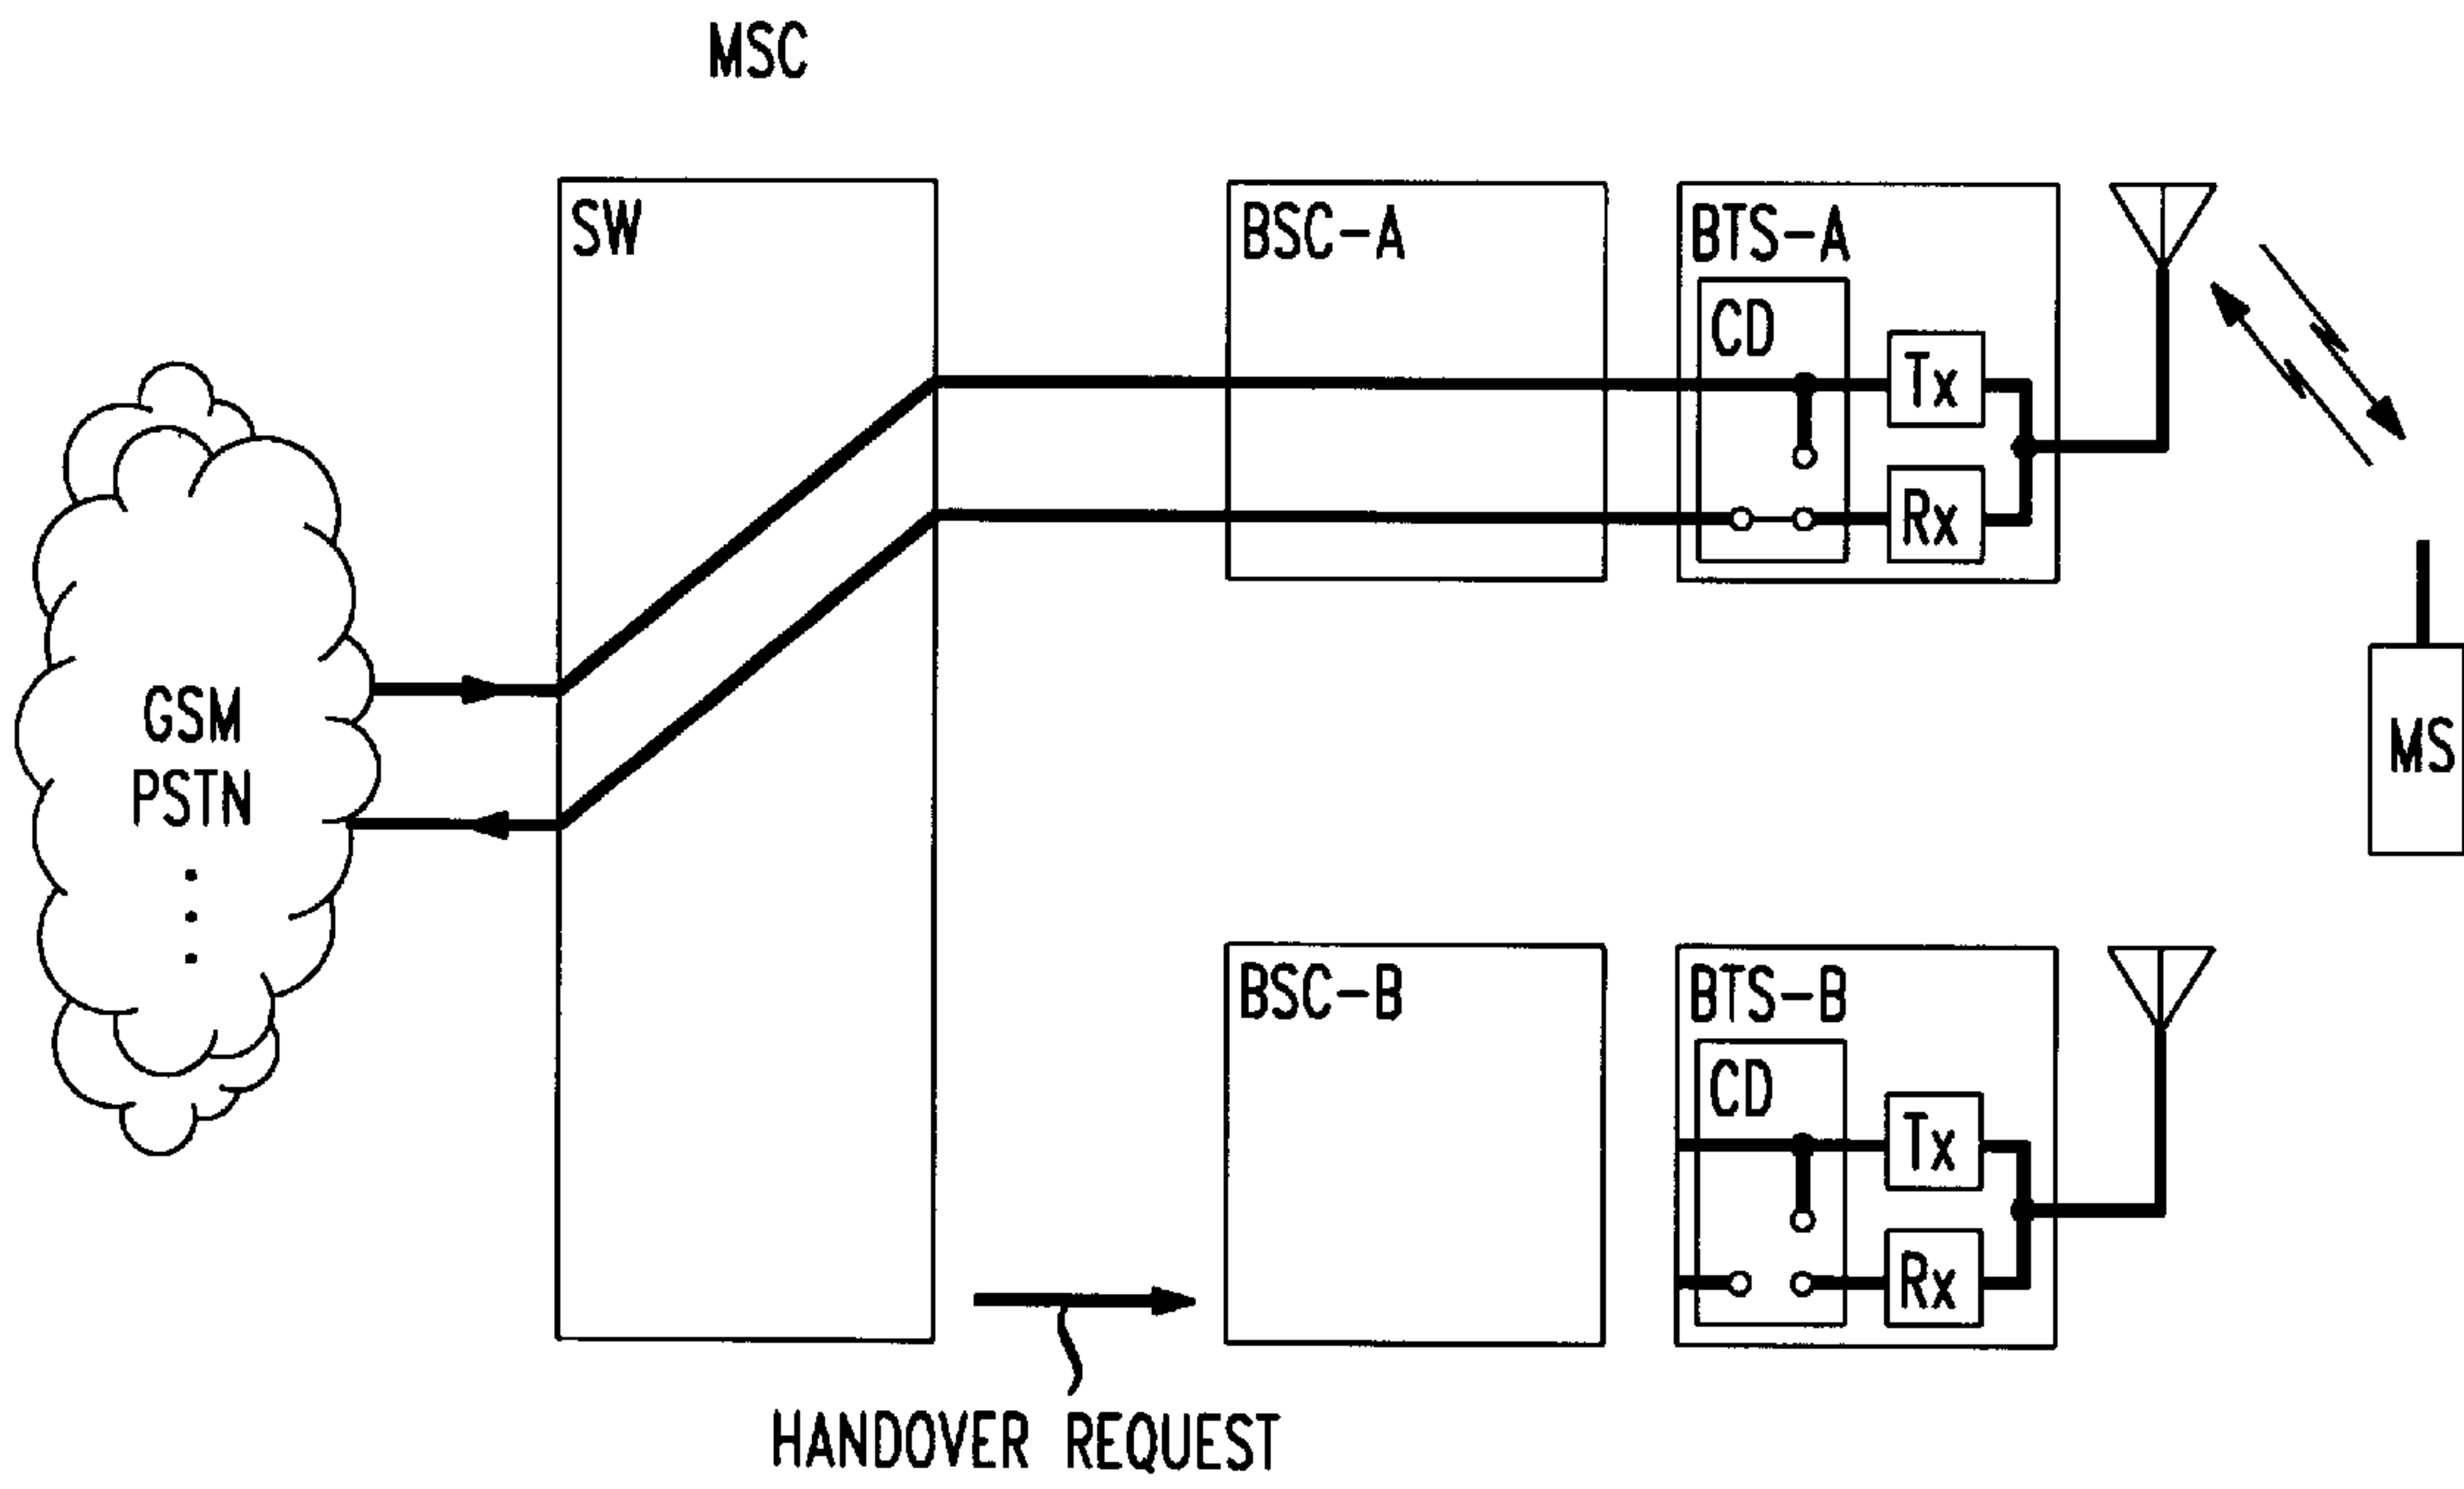 MSC
SW
BSC-A
BTS-A
CD
Tx
Rx
GSM
PSTN
MS
BSC-B
BTS-B
CD
Tx
Rx
HANDOVER REQUEST